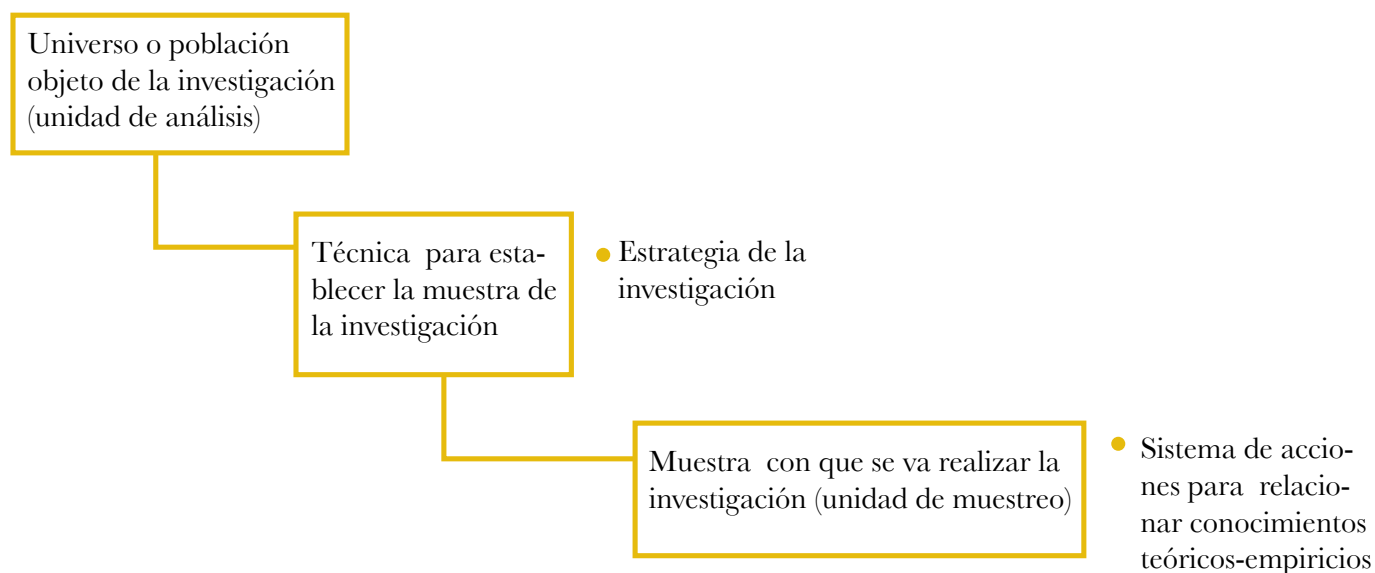 Universo o población
objeto de la investigación
(unidad de análisis)
Técnica  para esta-
blecer la muestra de
la investigación
Estrategia de la
investigación
Muestra  con que se va realizar la
investigación (unidad de muestreo)
Sistema de accio-
nes para  relacio-
nar conocimientos
teóricos-empiricios